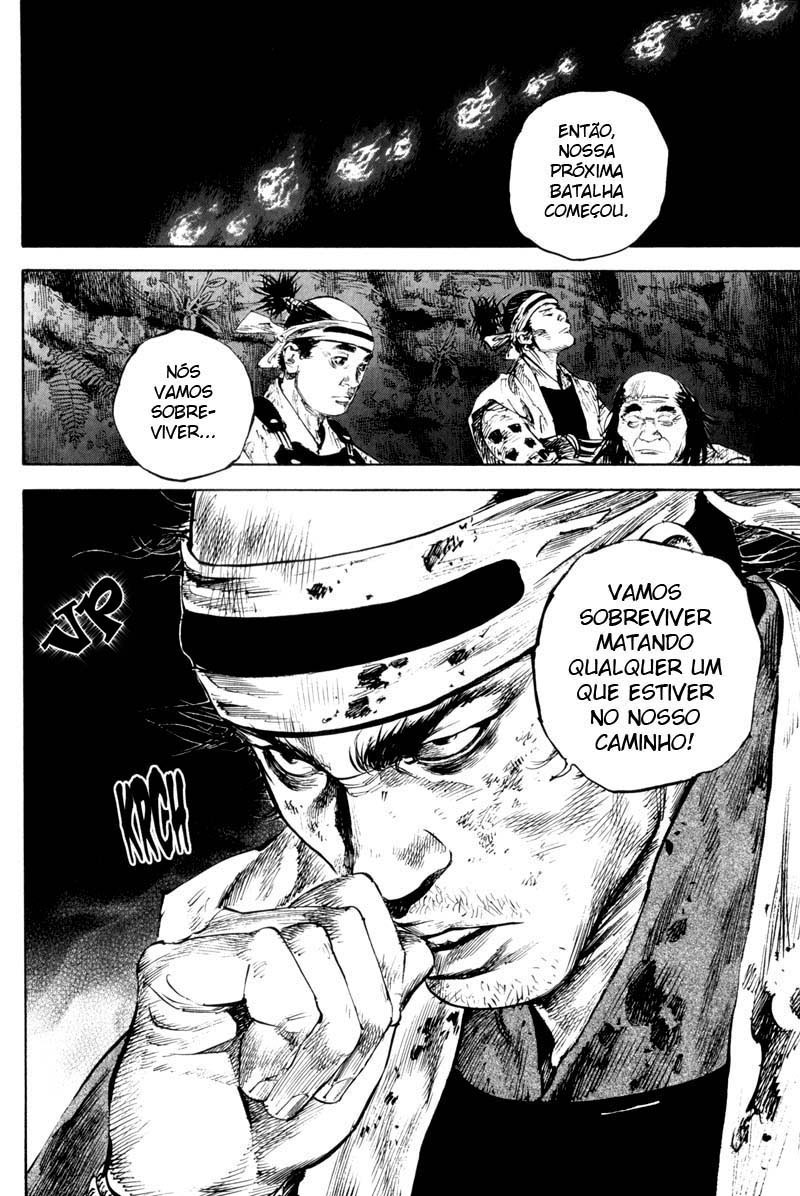 ENTÃO,
NOSSA
PRÓXIMA
BATALHA
COMEÇOU.
NÓS
VAMOS
SOBRE-
VIVER...
VAMOS
SOBREVIVER
MATANDO
QUALQUER UM
QUE ESTIVER
NO NOSSO
CAMINHO!
VP
KRCH